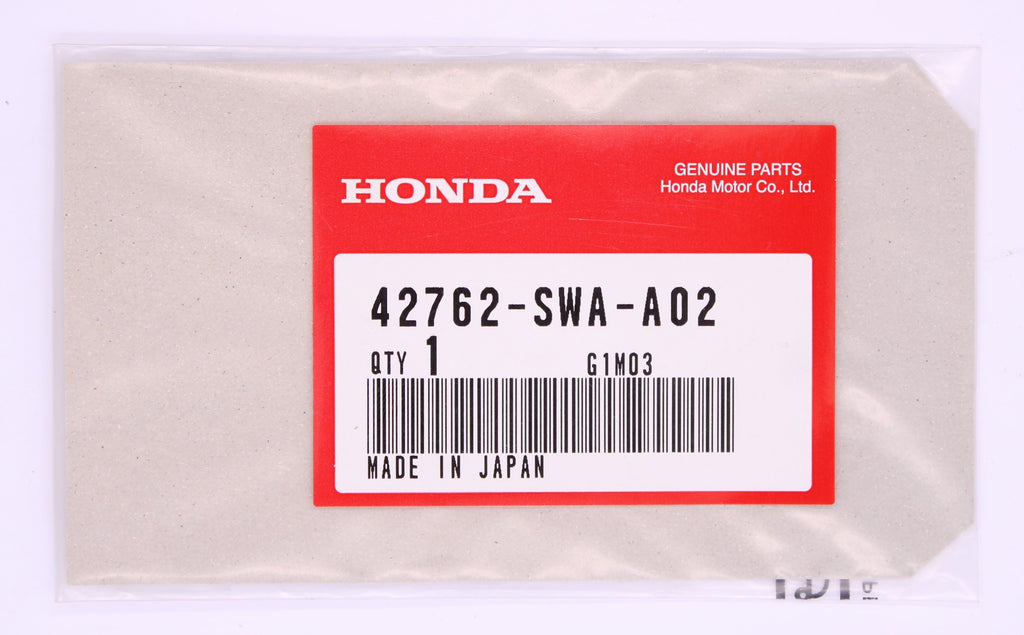 HONDA
GENUINE PARTS
Honda Motor Co., Ltd.
42762-SWA-A02
QTY 1 G1M03
MADE IN JAPAN